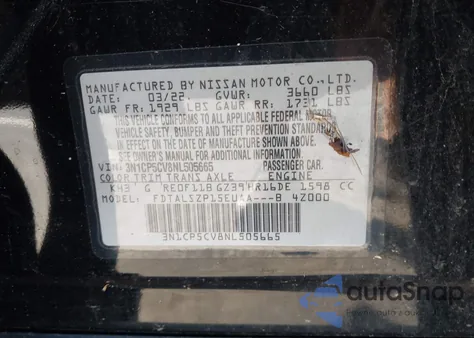 MANUFACTURED BY NISSAN MOTOR CO., LTD.
DATE: 03/22 GVWR: 3660 LBS
GAWR FR: 1929 LBS GAWR RR: 1731 LBS
THIS VEHICLE CONFORMS TO ALL APPLICABLE FEDERAL MOTOR
VEHICLE SAFETY, BUMPER AND THEFT PREVENTION STANDARDS
IN EFFECT ON THE DATE OF MANUFACTURE SHOWN ABOVE.
SEE OWNER'S MANUAL FOR
VIN: 3N1CP5CV8NL505665 PASSENGER CAR.
COLOR TRIM TRANS AXLE ENGINE
KH3 G RE0F11B GZ39 HR16DE 1598 CC
MODEL: FDTALSZP15EUAA---B 4Z000
3N1CP5CV8NL505665
autoSnap